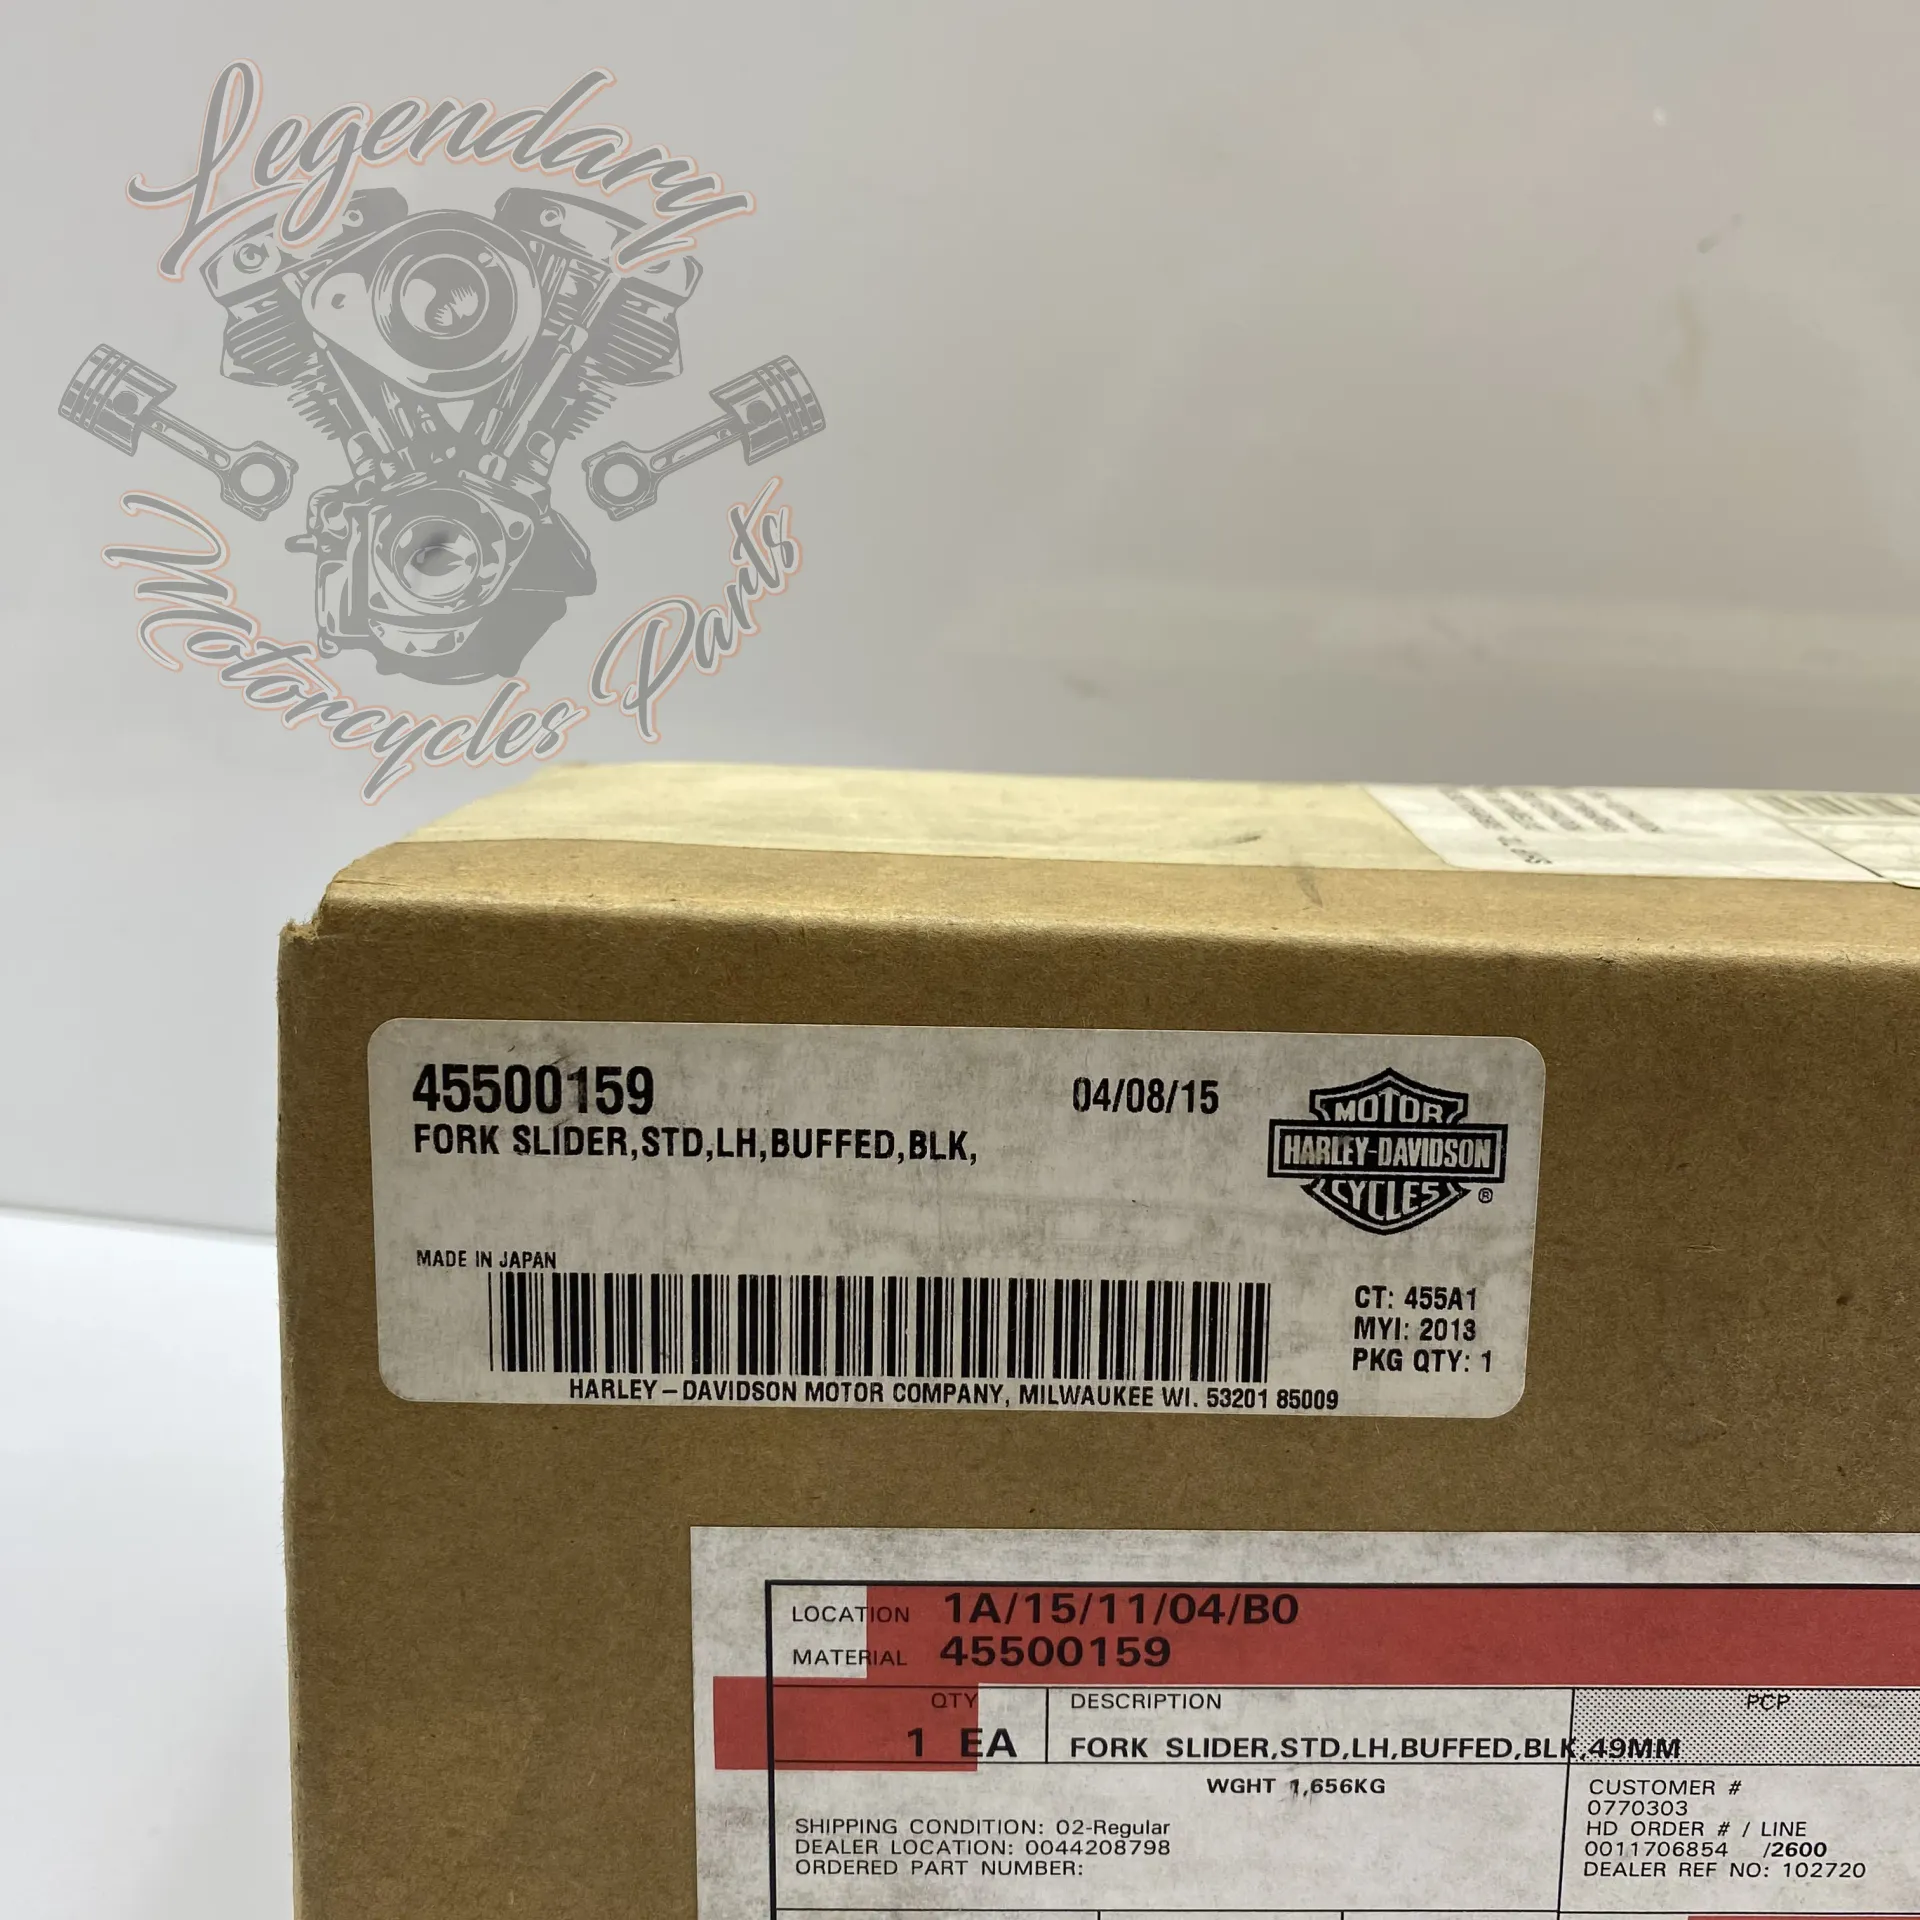 Legendary
Motorcycles Parts
45500159
04/08/15
FORK SLIDER,STD,LH,BUFFED,BLK,
MOTOR
HARLEY-DAVIDSON
CYCLES
®
MADE IN JAPAN
CT: 455A1
MYI: 2013
PKG QTY: 1
HARLEY-DAVIDSON MOTOR COMPANY, MILWAUKEE WI. 53201 85009
LOCATION 1A/15/11/04/B0
MATERIAL 45500159
QTY
1 EA
DESCRIPTION
FORK SLIDER,STD,LH,BUFFED,BLK,49MM
PCP
WGHT 1,656KG
SHIPPING CONDITION: 02-Regular
DEALER LOCATION: 0044208798
ORDERED PART NUMBER:
CUSTOMER #
0770303
HD ORDER # / LINE
0011706854 /2600
DEALER REF NO: 102720